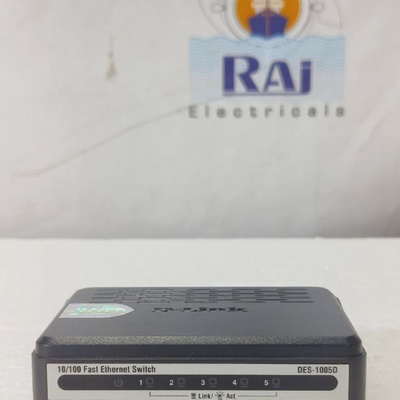 RAj
Electricals
D-Link
10/100 Fast Ethernet Switch DES-1005D
1 2 3 4 5
Link/ Act